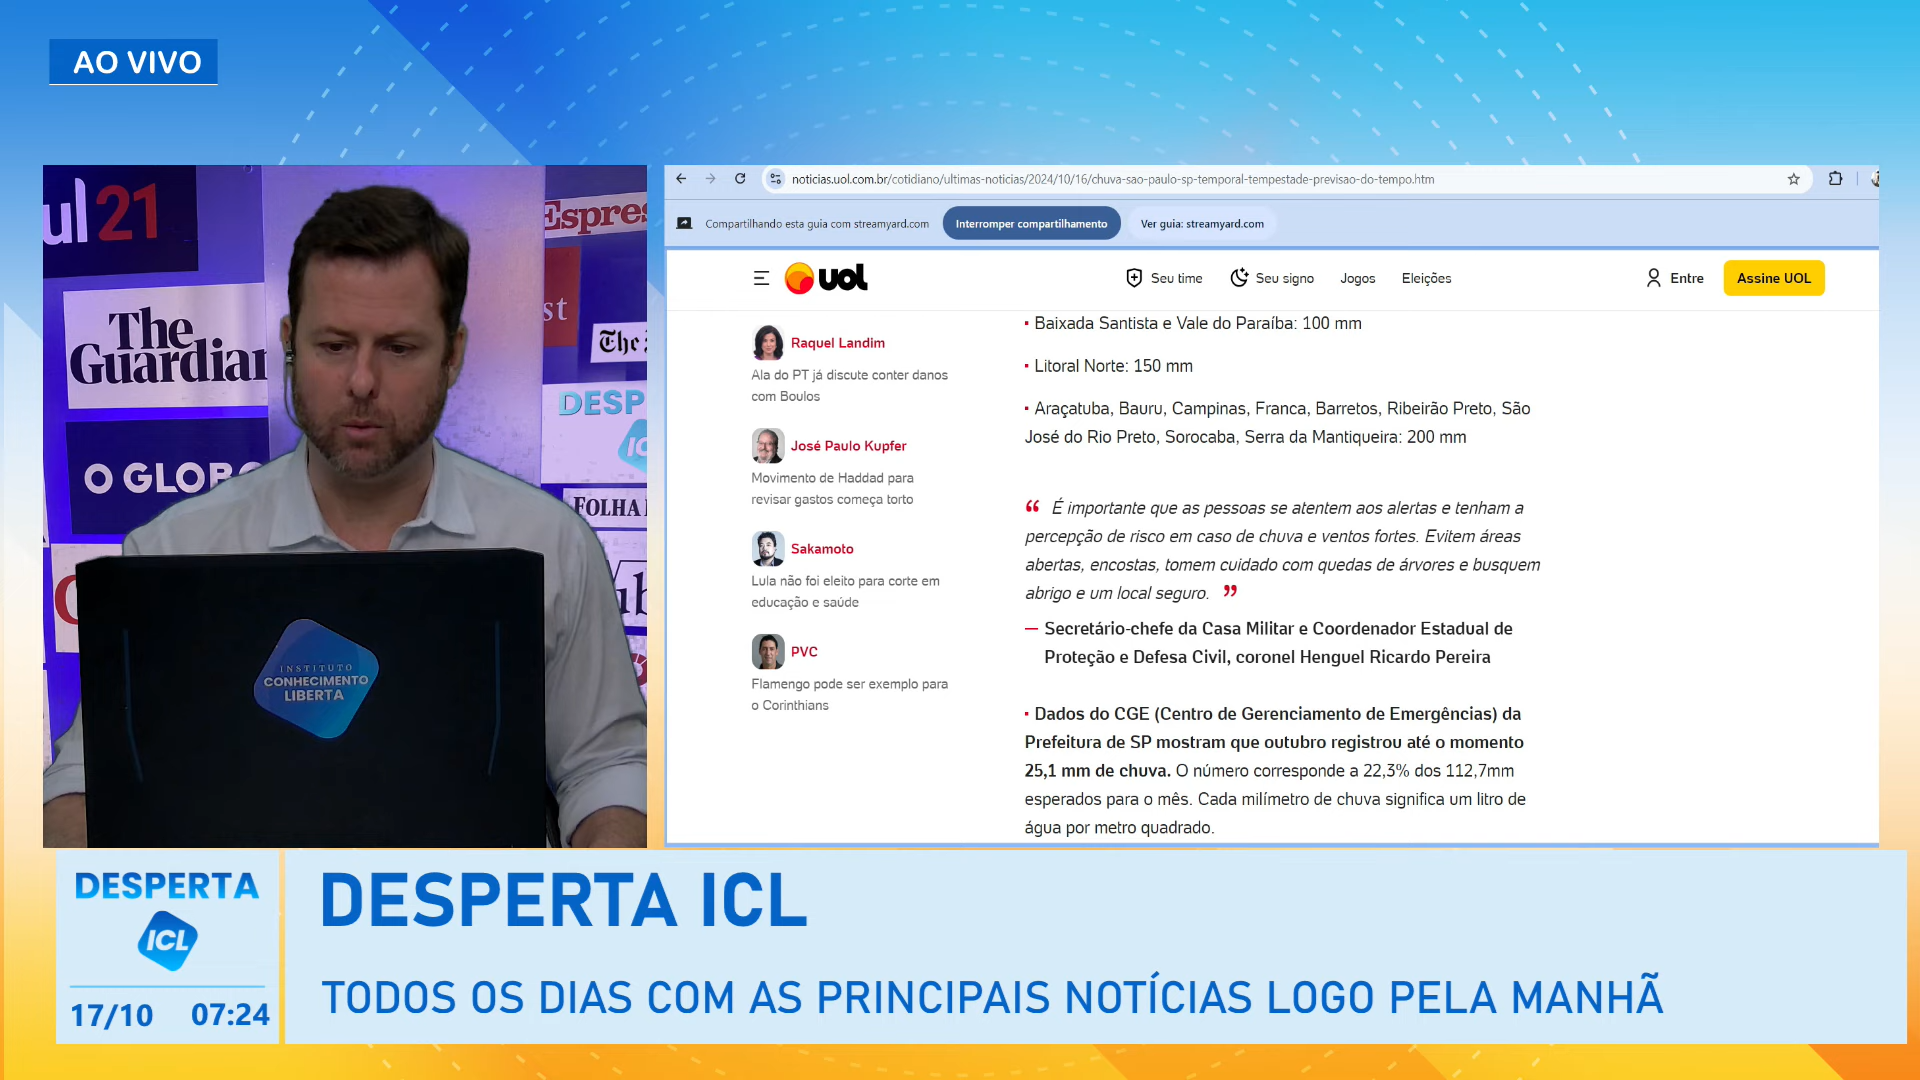 AO VIVO
ul 21
Espres
The
Guardian
st
The
DESP
O GLOBO
FOLHA
INSTITUTO
CONHECIMENTO
LIBERTA
noticias.uol.com.br/cotidiano/ultimas-noticias/2024/10/16/chuva-sao-paulo-sp-temporal-tempestade-previsao-do-tempo.htm
Compartilhando esta guia com streamyard.com
Interromper compartilhamento
Ver guia: streamyard.com
UOL
Seu time
Seu signo
Jogos
Eleições
Entre
Assine UOL
Raquel Landim
Ala do PT já discute conter danos
com Boulos
José Paulo Kupfer
Movimento de Haddad para
revisar gastos começa torto
Sakamoto
Lula não foi eleito para corte em
educação e saúde
PVC
Flamengo pode ser exemplo para
o Corinthians
• Baixada Santista e Vale do Paraíba: 100 mm
• Litoral Norte: 150 mm
• Araçatuba, Bauru, Campinas, Franca, Barretos, Ribeirão Preto, São
José do Rio Preto, Sorocaba, Serra da Mantiqueira: 200 mm
“ É importante que as pessoas se atentem aos alertas e tenham a
percepção de risco em caso de chuva e ventos fortes. Evitem áreas
abertas, encostas, tomem cuidado com quedas de árvores e busquem
abrigo e um local seguro. ”
— Secretário-chefe da Casa Militar e Coordenador Estadual de
Proteção e Defesa Civil, coronel Henguel Ricardo Pereira
• Dados do CGE (Centro de Gerenciamento de Emergências) da
Prefeitura de SP mostram que outubro registrou até o momento
25,1 mm de chuva. O número corresponde a 22,3% dos 112,7mm
esperados para o mês. Cada milímetro de chuva significa um litro de
água por metro quadrado.
DESPERTA
ICL
17/10 07:24
DESPERTA ICL
TODOS OS DIAS COM AS PRINCIPAIS NOTÍCIAS LOGO PELA MANHÃ